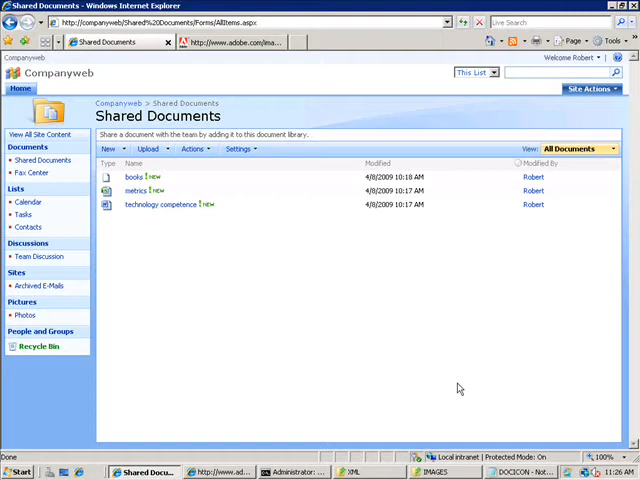 Shared Documents - Windows Internet Explorer
http://companyweb/Shared%20Documents/Forms/AllItems.aspx
Live Search
Shared Documents
http://www.adobe.com/ima...
Page
Tools
Companyweb
Welcome Robert
Companyweb
This List
Home
Site Actions
Companyweb > Shared Documents
Shared Documents
View All Site Content
Share a document with the team by adding it to this document library.
Documents
New
Upload
Actions
Settings
View:
All Documents
Shared Documents
Fax Center
Type
Name
Modified
Modified By
books ! NEW
4/8/2009 10:18 AM
Robert
metrics ! NEW
4/8/2009 10:17 AM
Robert
technology competence ! NEW
4/8/2009 10:17 AM
Robert
Lists
Calendar
Tasks
Contacts
Discussions
Team Discussion
Sites
Archived E-Mails
Pictures
Photos
People and Groups
Recycle Bin
Done
Local intranet | Protected Mode: On
100%
Start
Shared Docu...
http://www.ad...
Administrator: ...
XML
IMAGES
DOCICON - Not...
11:26 AM